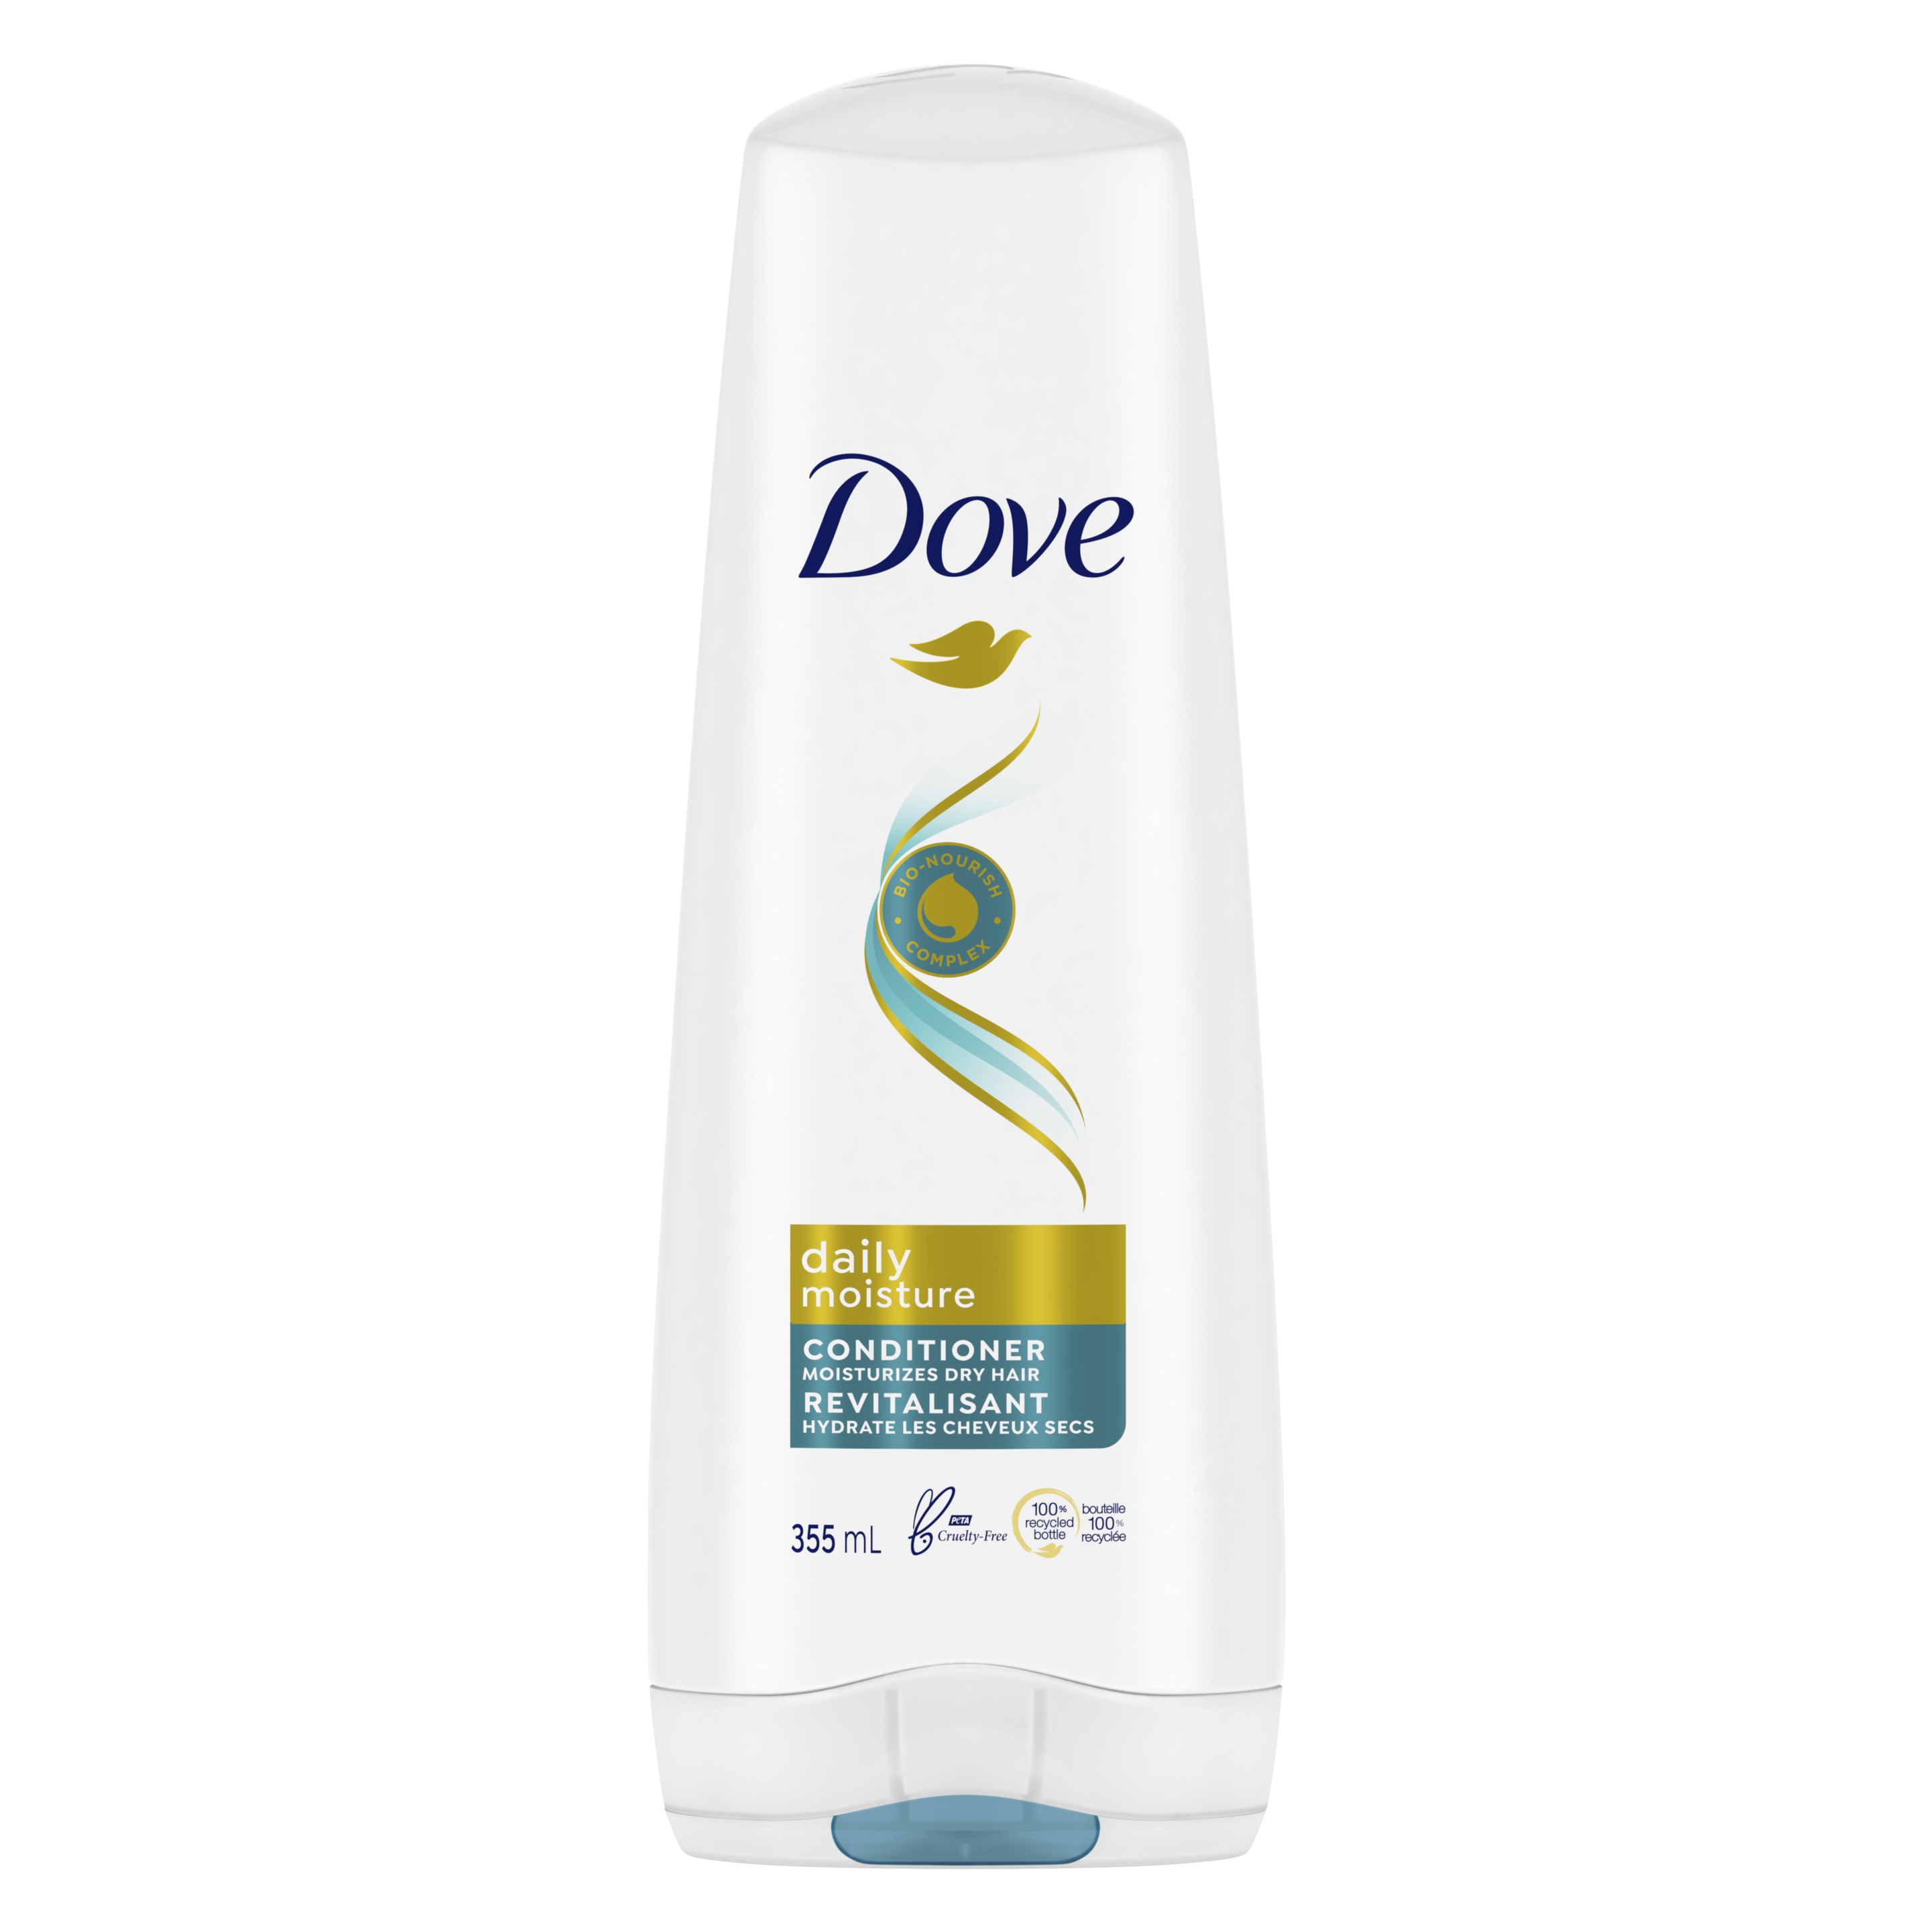 Dove
BIO-NOURISH
COMPLEX
daily
moisture
CONDITIONER
MOISTURIZES DRY HAIR
REVITALISANT
HYDRATE LES CHEVEUX SECS
355 mL
PETA
Cruelty-Free
100%
recycled
bottle
bouteille
100%
recyclée